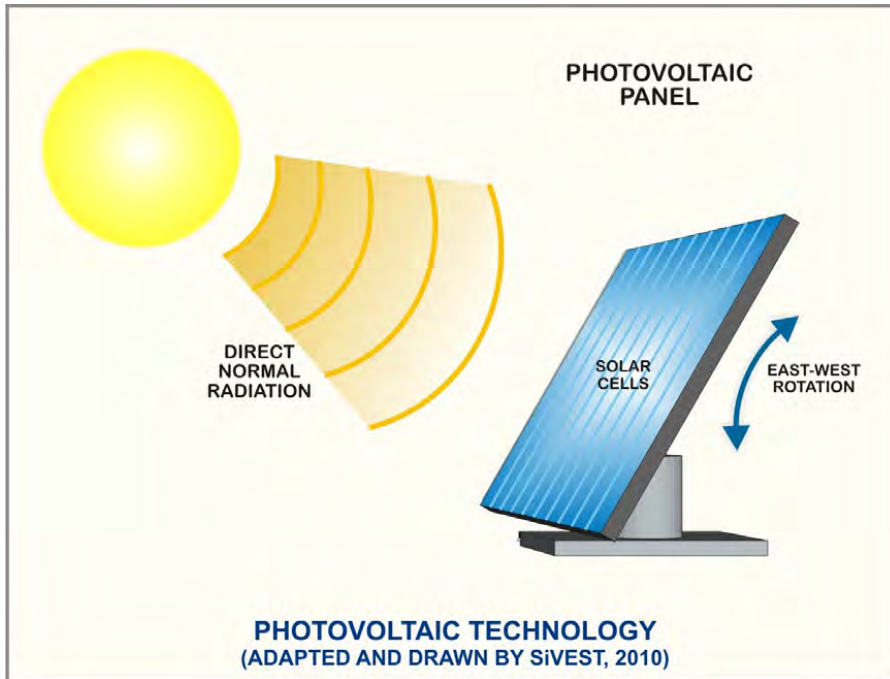 PHOTOVOLTAIC
PANEL
DIRECT
NORMAL
RADIATION
SOLAR
CELLS
EAST-WEST
ROTATION
PHOTOVOLTAIC TECHNOLOGY
(ADAPTED AND DRAWN BY SiVEST, 2010)